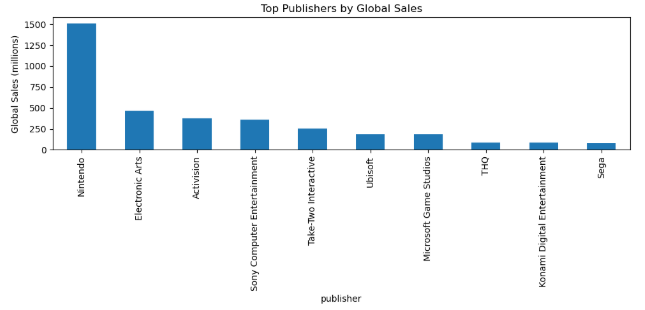 Top Publishers by Global Sales
Global Sales (millions)
1500
1250
1000
750
500
250
0
Nintendo
Electronic Arts
Activision
Sony Computer Entertainment
Take-Two Interactive
Ubisoft
Microsoft Game Studios
THQ
Konami Digital Entertainment
Sega
publisher